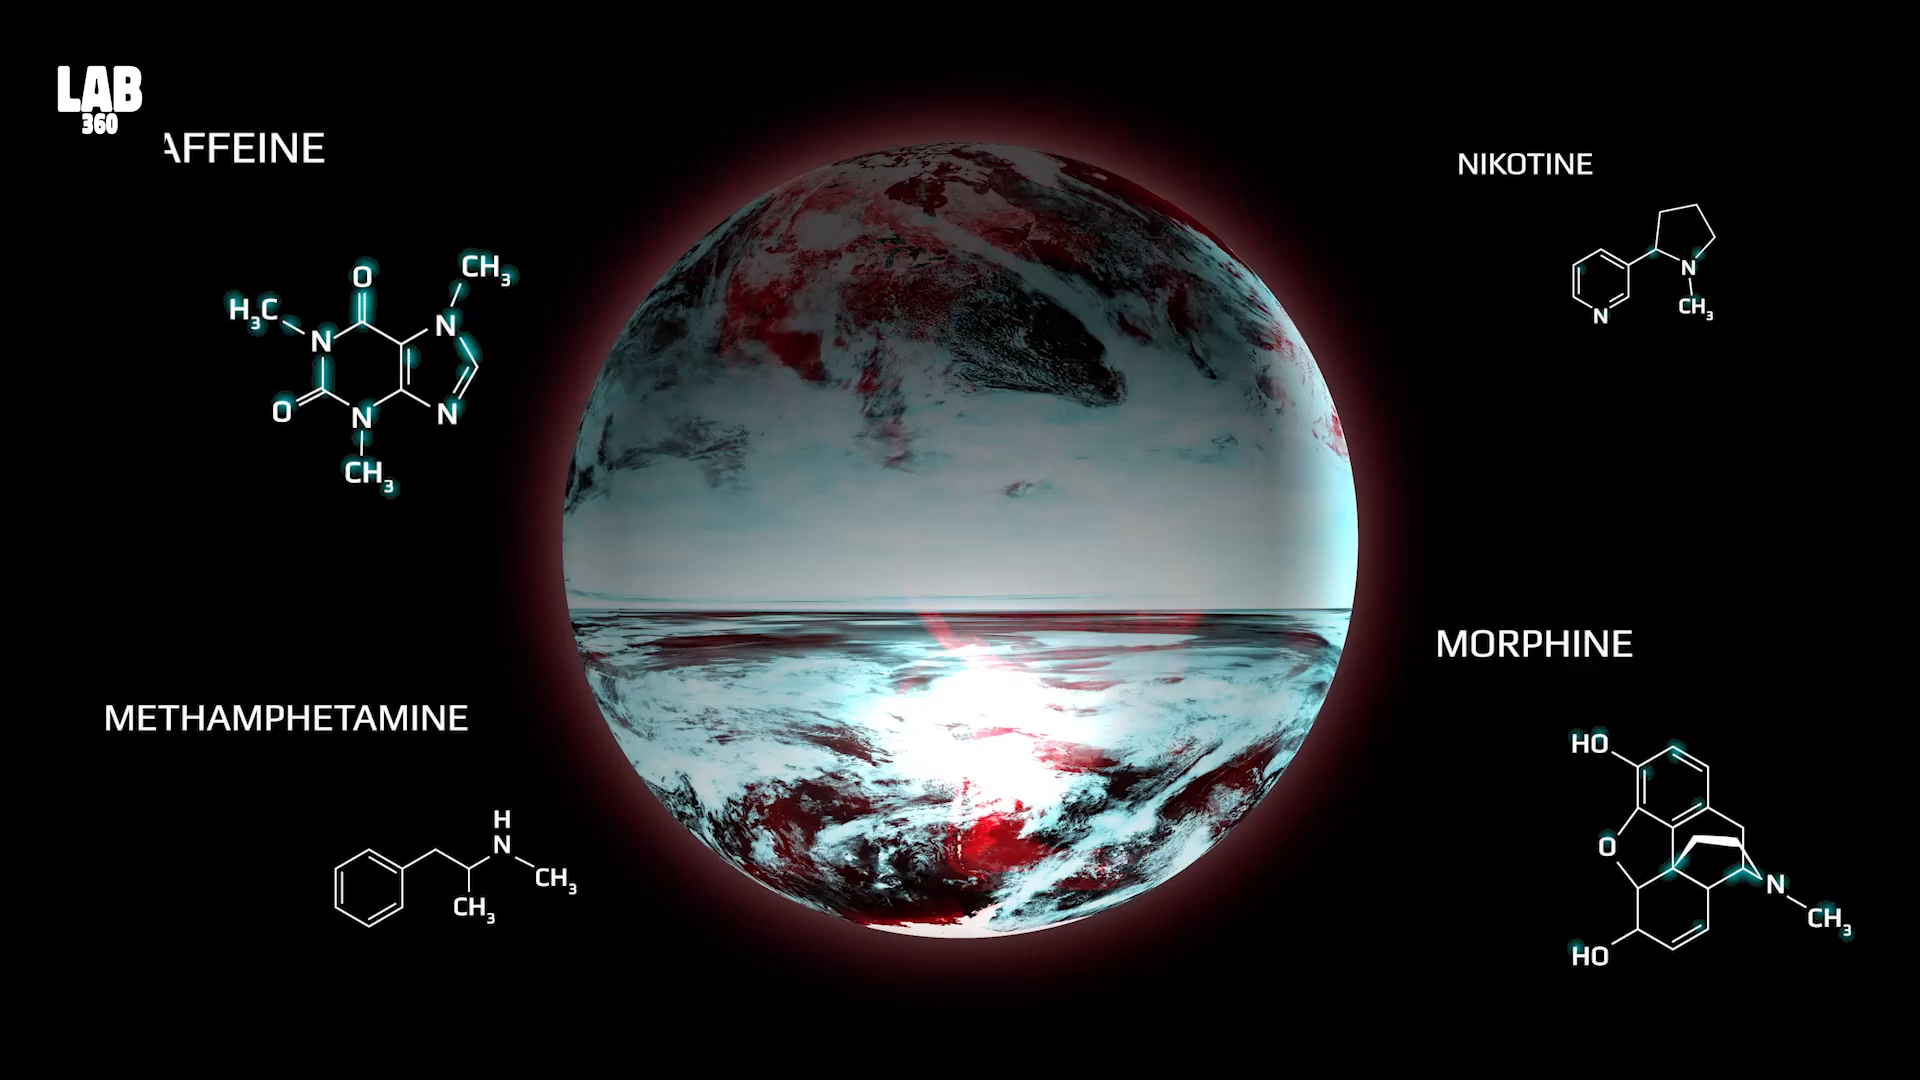 LAB
360
AFFEINE
NIKOTINE
O
CH3
H3C
N
N
O
N
N
CH3
N
N
CH3
MORPHINE
METHAMPHETAMINE
HO
H
N
CH3
CH3
O
N
CH3
HO